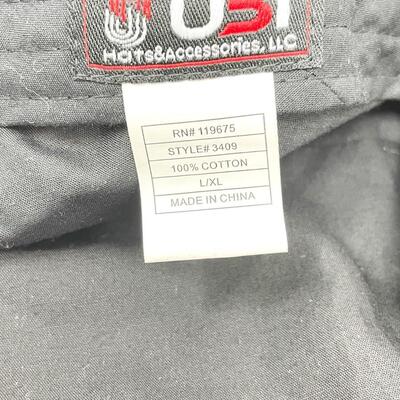 HATS&ACCESSORIES, LLC
RN# 119675
STYLE# 3409
100% COTTON
L/XL
MADE IN CHINA